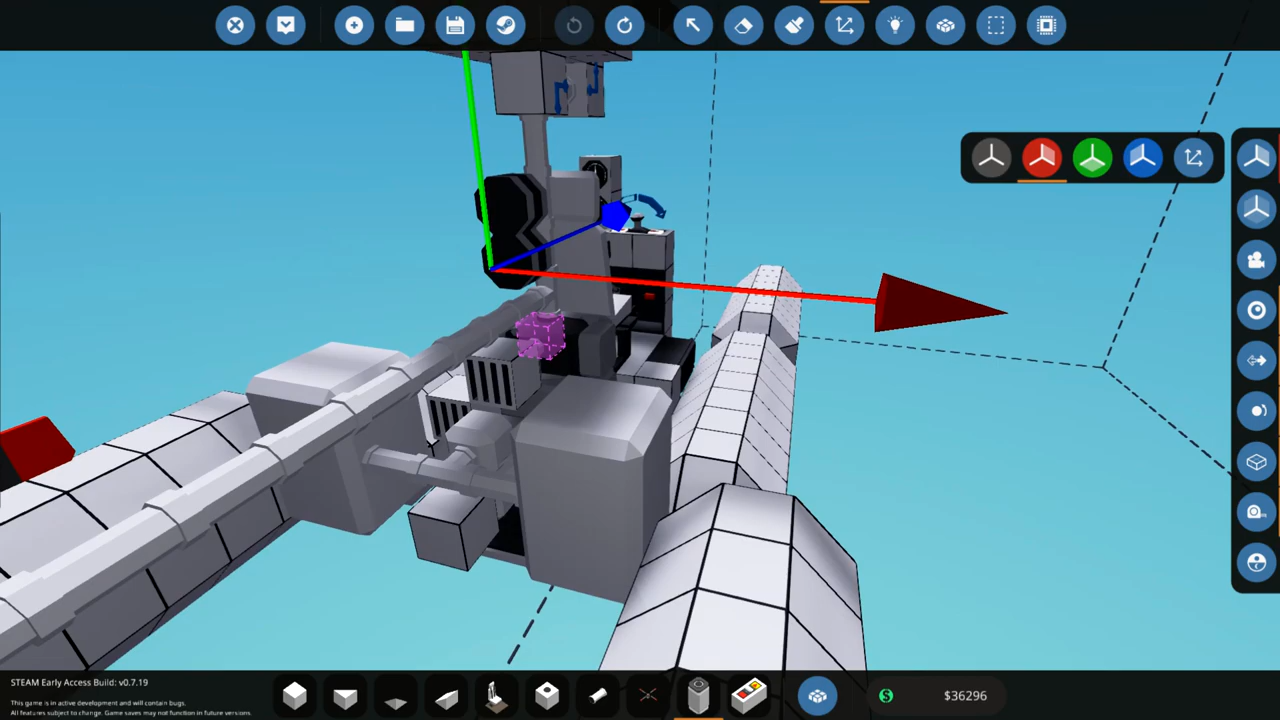 STEAM Early Access Build: v0.7.19
This game is in active development and will contain bugs.
All features subject to change. Game saves may not function in future versions.
$36296